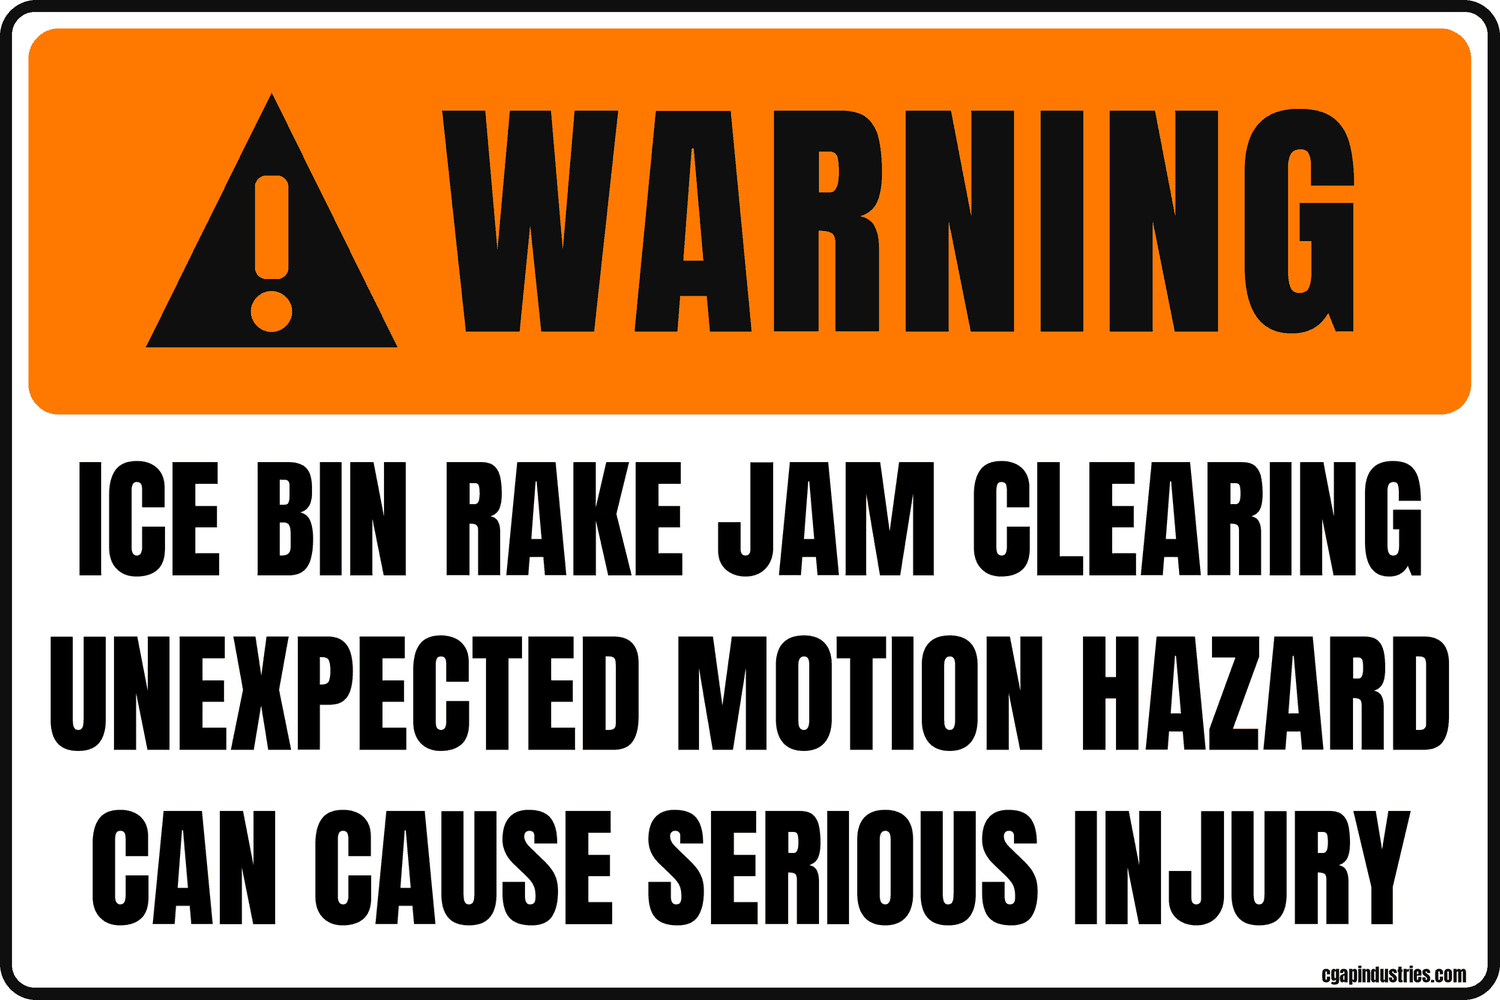 WARNING
ICE BIN RAKE JAM CLEARING
UNEXPECTED MOTION HAZARD
CAN CAUSE SERIOUS INJURY
cgapindustries.com